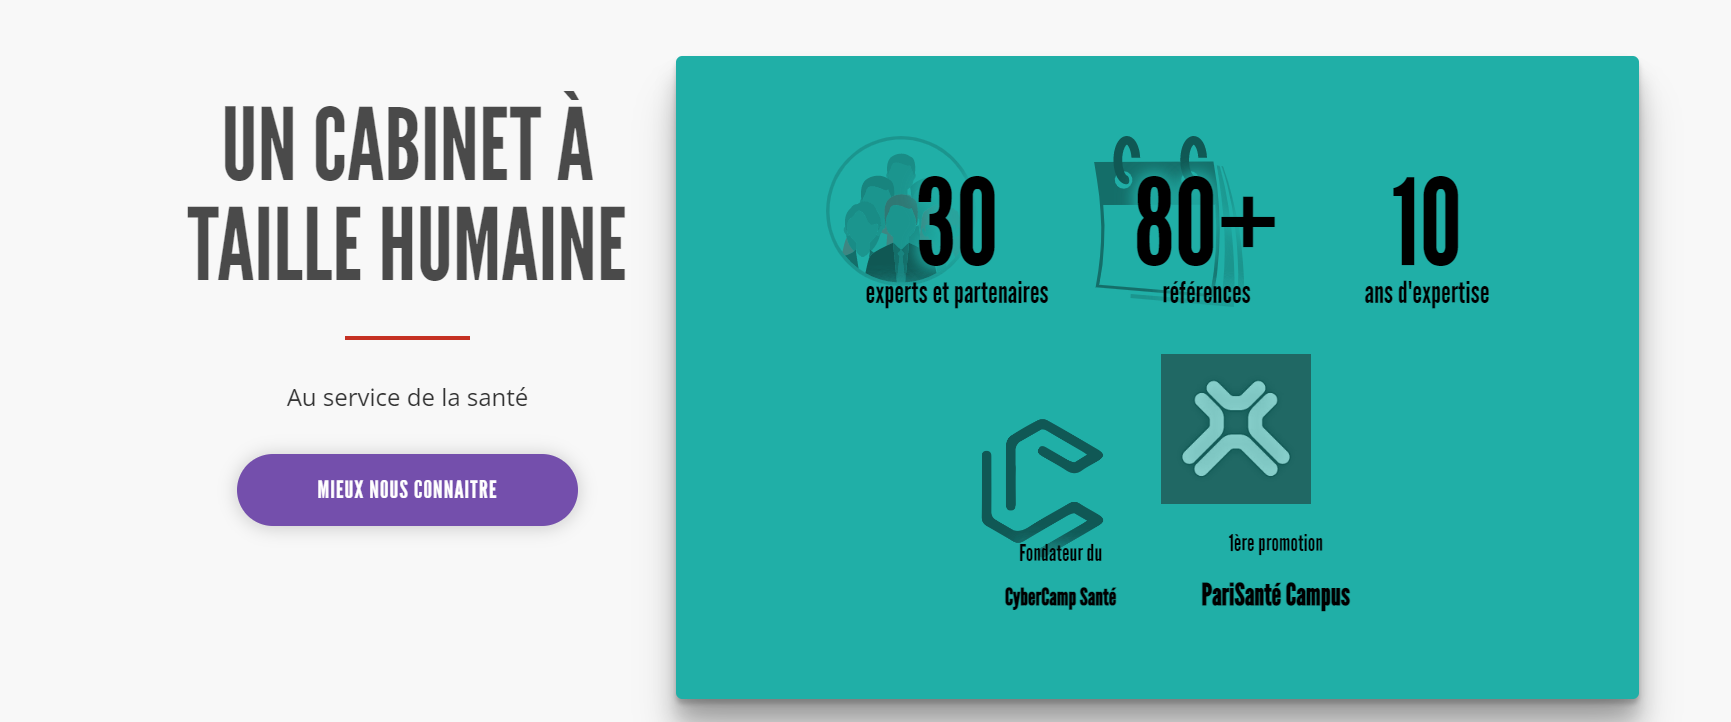 UN CABINET À
TAILLE HUMAINE
Au service de la santé
MIEUX NOUS CONNAITRE
30
experts et partenaires
80+
références
10
ans d'expertise
Fondateur du
CyberCamp Santé
1ère promotion
PariSanté Campus